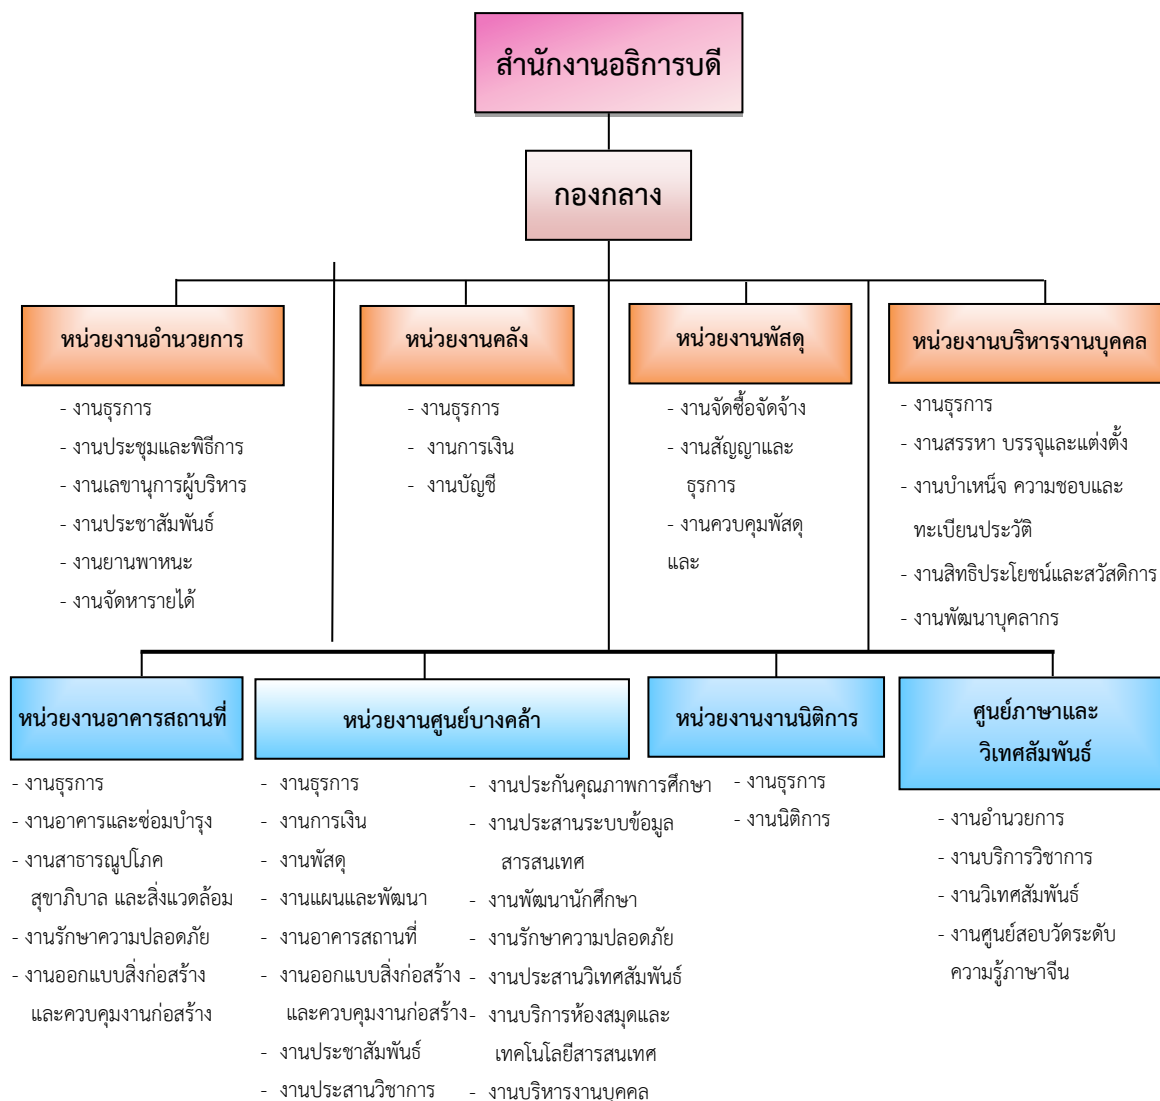 สำนักงานอธิการบดี
กองกลาง
หน่วยงานอำนวยการ
- งานธุรการ
- งานประชุมและพิธีการ
- งานเลขานุการผู้บริหาร
- งานประชาสัมพันธ์
- งานยานพาหนะ
- งานจัดหารายได้
หน่วยงานคลัง
- งานธุรการ
- งานการเงิน
- งานบัญชี
หน่วยงานพัสดุ
- งานจัดซื้อจัดจ้าง
- งานสัญญาและ
ธุรการ
- งานควบคุมพัสดุ
และ
หน่วยงานบริหารงานบุคคล
- งานธุรการ
- งานสรรหา บรรจุและแต่งตั้ง
- งานบำเหน็จ ความชอบและ
ทะเบียนประวัติ
- งานสิทธิประโยชน์และสวัสดิการ
- งานพัฒนาบุคลากร
หน่วยงานอาคารสถานที่
- งานธุรการ
- งานอาคารและซ่อมบำรุง
- งานสาธารณูปโภค
สุขาภิบาล และสิ่งแวดล้อม
- งานรักษาความปลอดภัย
- งานออกแบบสิ่งก่อสร้าง
และควบคุมงานก่อสร้าง
หน่วยงานศูนย์บางคล้า
- งานธุรการ
- งานการเงิน
- งานพัสดุ
- งานแผนและพัฒนา
- งานอาคารสถานที่
- งานออกแบบสิ่งก่อสร้าง
และควบคุมงานก่อสร้าง
- งานประชาสัมพันธ์
- งานประสานวิชาการ
- งานประกันคุณภาพการศึกษา
- งานประสานระบบข้อมูล
สารสนเทศ
- งานพัฒนานักศึกษา
- งานรักษาความปลอดภัย
- งานประสานวิเทศสัมพันธ์
- งานบริการห้องสมุดและ
เทคโนโลยีสารสนเทศ
- งานบริหารงานบุคคล
หน่วยงานงานนิติการ
- งานธุรการ
- งานนิติการ
ศูนย์ภาษาและ
วิเทศสัมพันธ์
- งานอำนวยการ
- งานบริการวิชาการ
- งานวิเทศสัมพันธ์
- งานศูนย์สอบวัดระดับ
ความรู้ภาษาจีน